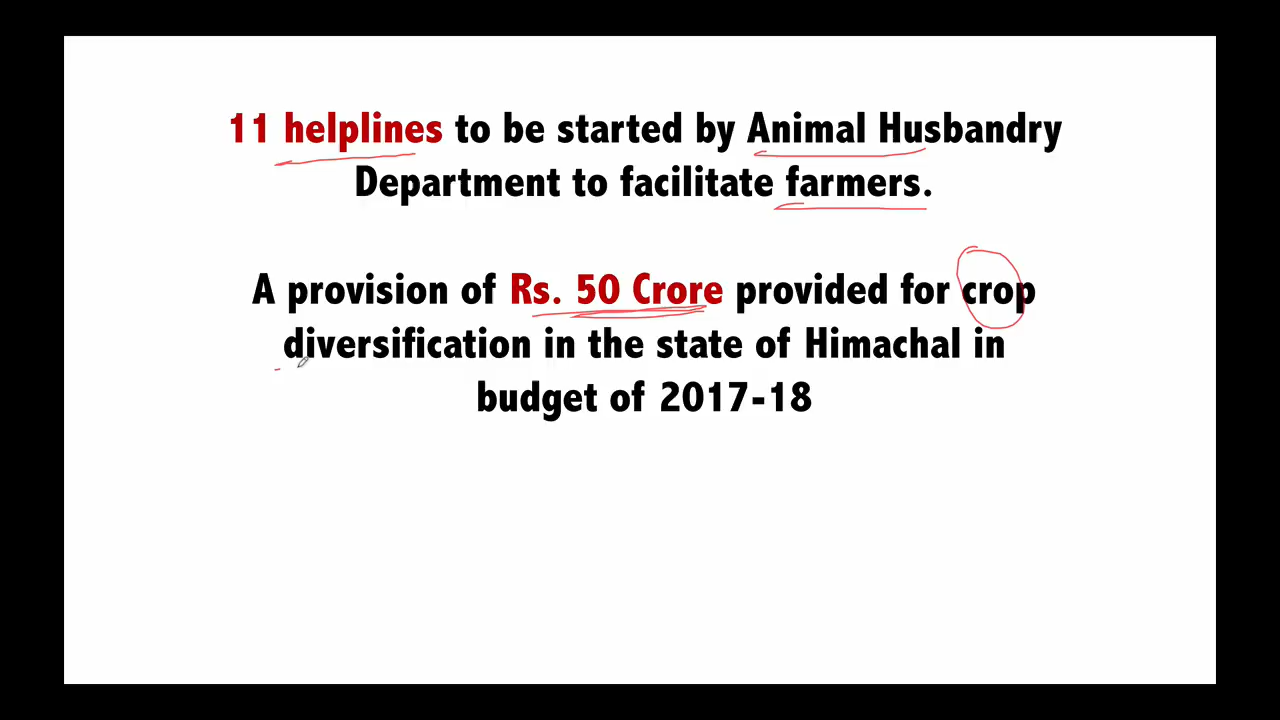 11 helplines to be started by Animal Husbandry
Department to facilitate farmers.
A provision of Rs. 50 Crore provided for crop
diversification in the state of Himachal in
budget of 2017-18